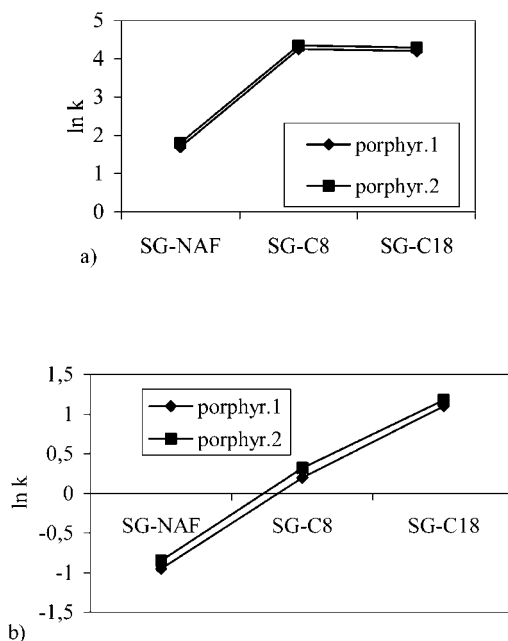 5
4
3
2
1
0
ln k
porphyr.1
porphyr.2
SG-NAF SG-C8 SG-C18
a)
1,5
1
0,5
0
-0,5
-1
-1,5
ln k
porphyr.1
porphyr.2
SG-NAF SG-C8 SG-C18
b)